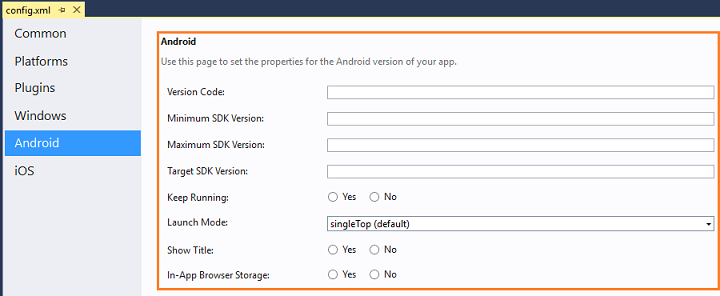 config.xml
Common
Platforms
Plugins
Windows
Android
iOS
Android
Use this page to set the properties for the Android version of your app.
Version Code:
Minimum SDK Version:
Maximum SDK Version:
Target SDK Version:
Keep Running: Yes No
Launch Mode: singleTop (default)
Show Title: Yes No
In-App Browser Storage: Yes No